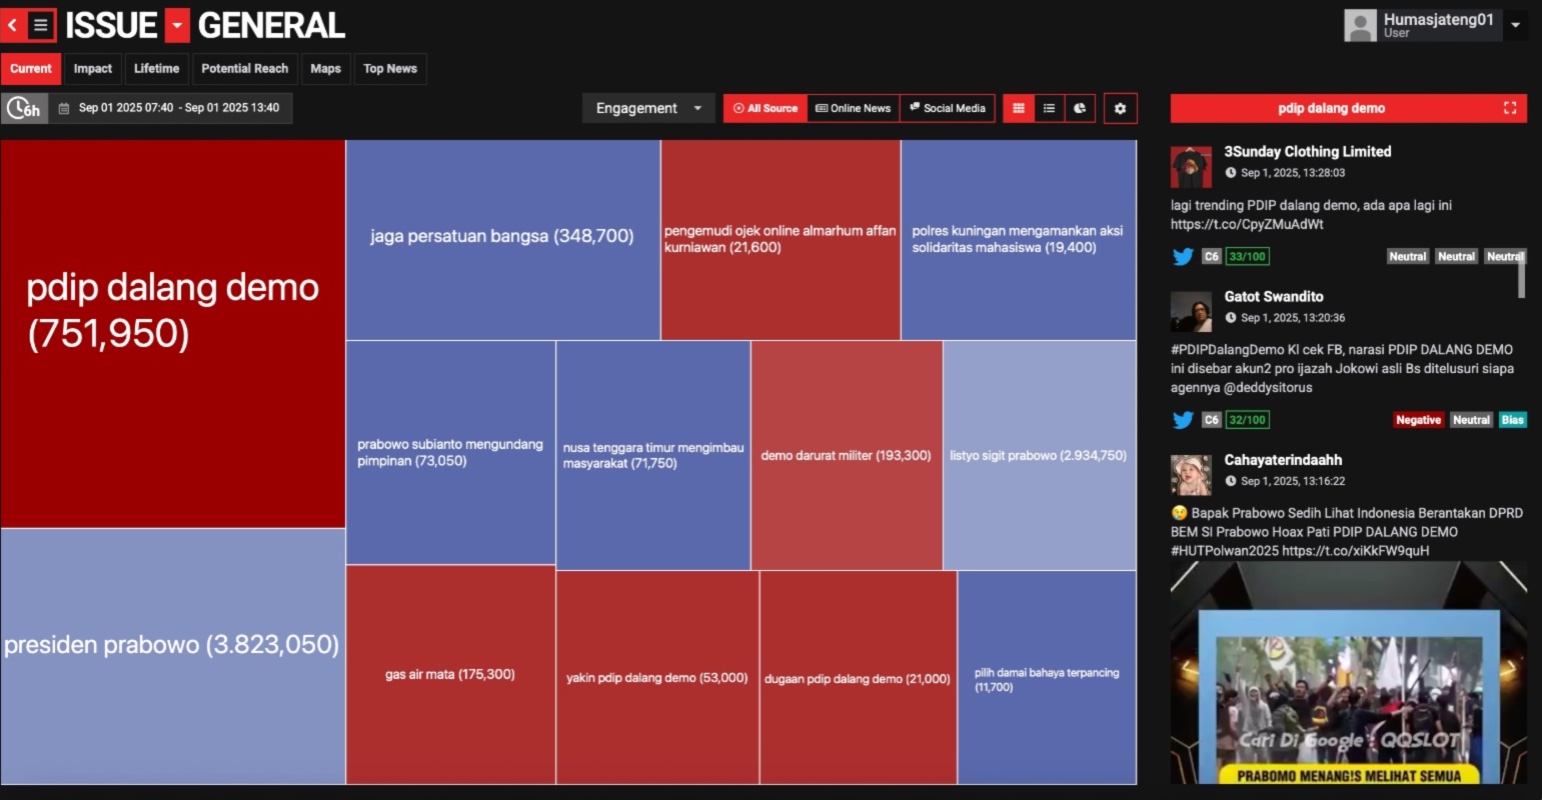 ISSUE GENERAL
Humasjateng01
User
Current Impact Lifetime Potential Reach Maps Top News
6h Sep 01 2025 07:40 - Sep 01 2025 13:40
Engagement All Source Online News Social Media
pdip dalang demo
(751,950)
presiden prabowo (3.823,050)
jaga persatuan bangsa (348,700)
pengemudi ojek online almarhum affan
kurniawan (21,600)
polres kuningan mengamankan aksi
solidaritas mahasiswa (19,400)
prabowo subianto mengundang
pimpinan (73,050)
nusa tenggara timur mengimbau
masyarakat (71,750)
demo darurat militer (193,300)
listyo sigit prabowo (2.934,750)
gas air mata (175,300)
yakin pdip dalang demo (53,000)
dugaan pdip dalang demo (21,000)
pilih damai bahaya terpancing
(11,700)
pdip dalang demo
3Sunday Clothing Limited
Sep 1, 2025, 13:28:03
lagi trending PDIP dalang demo, ada apa lagi ini
https://t.co/CpyZMuAdWt
C6 33/100 Neutral Neutral Neutral
Gatot Swandito
Sep 1, 2025, 13:20:36
#PDIPDalangDemo KI cek FB, narasi PDIP DALANG DEMO
ini disebar akun2 pro ijazah Jokowi asli Bs ditelusuri siapa
agennya @deddysitorus
C6 32/100 Negative Neutral Bias
Cahayaterindaahh
Sep 1, 2025, 13:16:22
😢 Bapak Prabowo Sedih Lihat Indonesia Berantakan DPRD
BEM SI Prabowo Hoax Pati PDIP DALANG DEMO
#HUTPolwan2025 https://t.co/xiKkFW9quH
Cari Di Google : QQSLOT
PRABOMO MENANG!S MELIHAT SEMUA